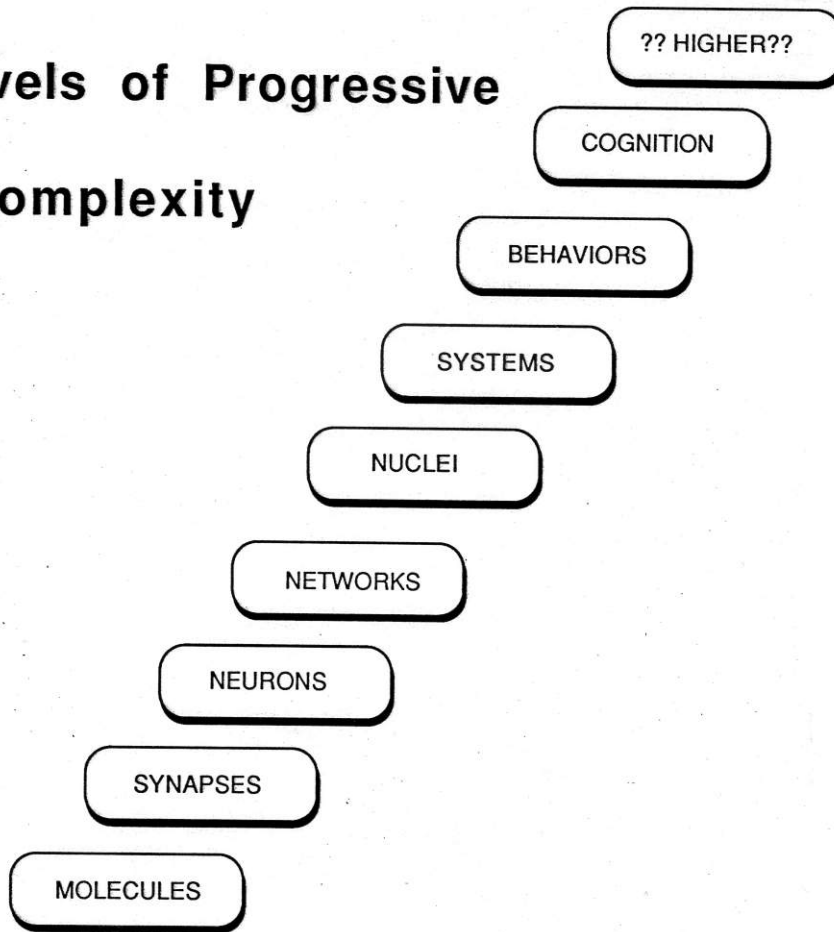 ?? HIGHER??
vels of Progressive
COGNITION
omplexity
BEHAVIORS
SYSTEMS
NUCLEI
NETWORKS
NEURONS
SYNAPSES
MOLECULES